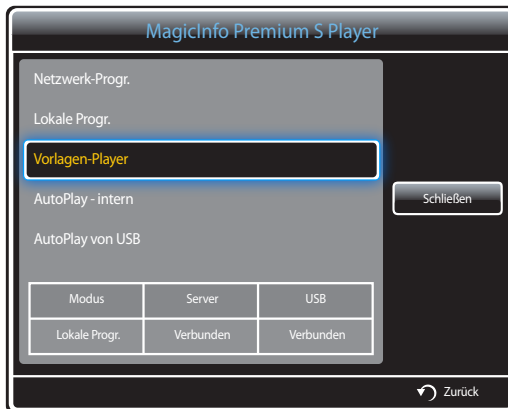 MagicInfo Premium S Player
Netzwerk-Progr.
Lokale Progr.
Vorlagen-Player
AutoPlay - intern
AutoPlay von USB
Schließen
Modus Server USB
Lokale Progr. Verbunden Verbunden
Zurück